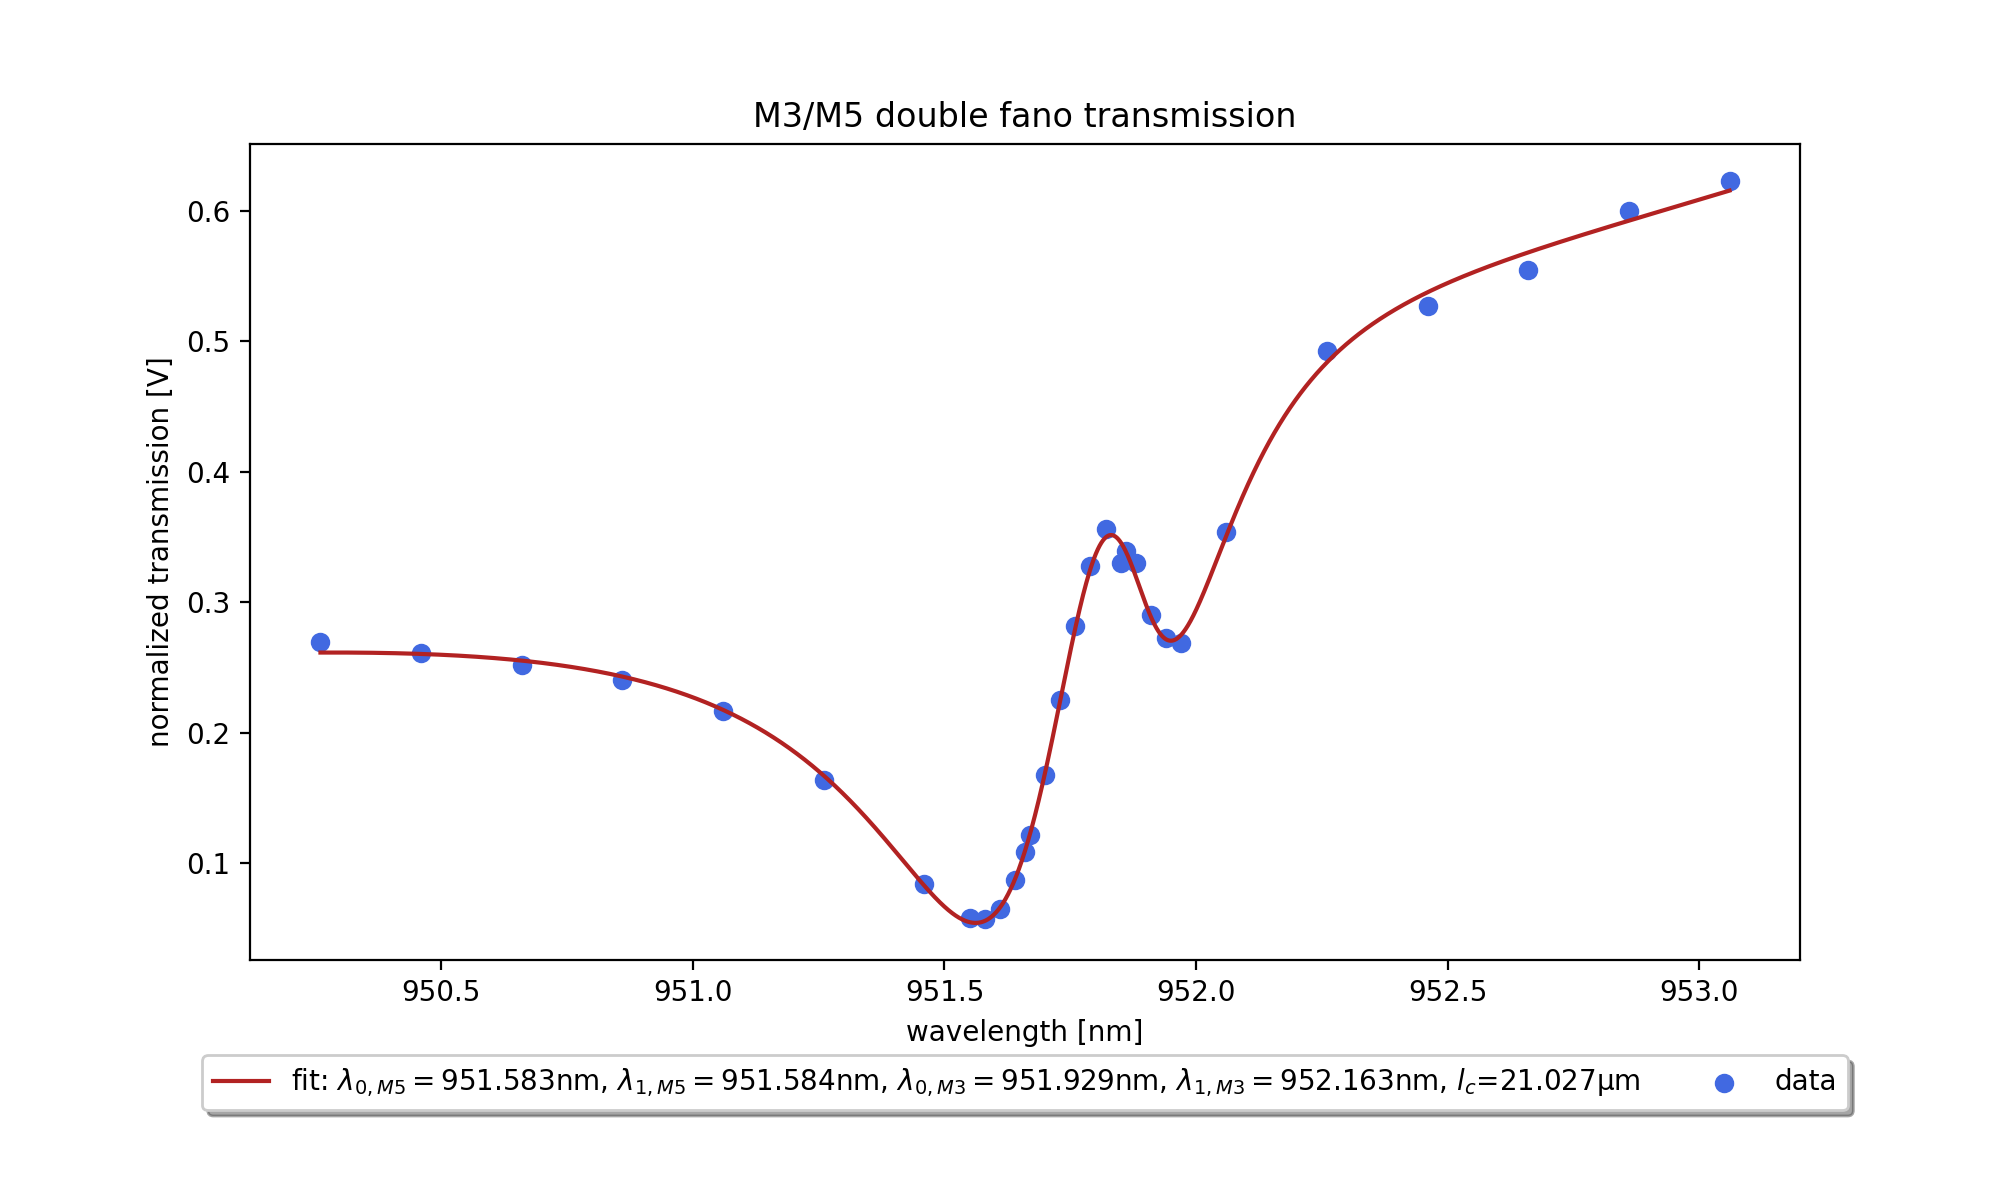 M3/M5 double fano transmission
normalized transmission [V]
0.6
0.5
0.4
0.3
0.2
0.1
950.5 951.0 951.5 952.0 952.5 953.0
wavelength [nm]
fit: λ₀,M5 = 951.583nm, λ₁,M5 = 951.584nm, λ₀,M3 = 951.929nm, λ₁,M3 = 952.163nm, l_c=21.027μm data